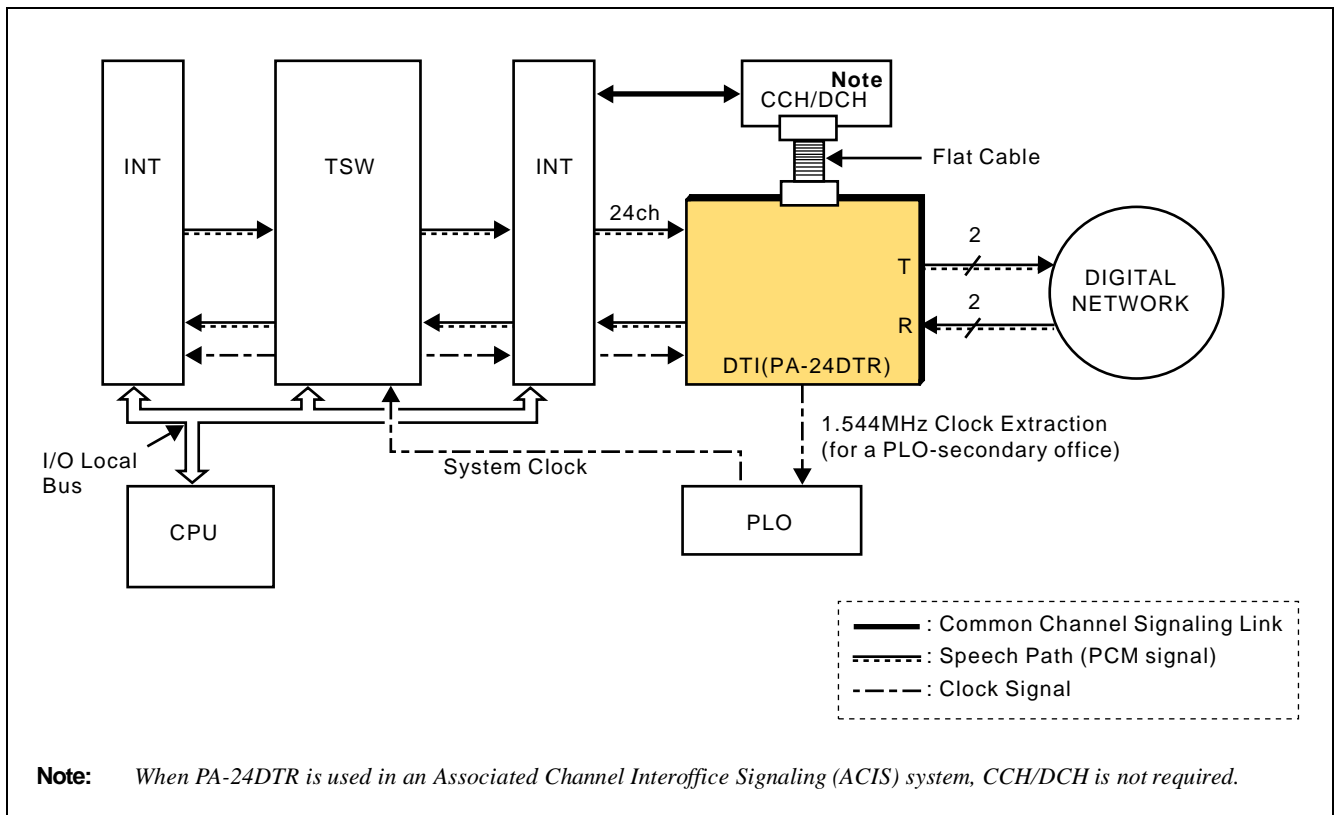 Note
CCH/DCH
INT
TSW
INT
Flat Cable
24ch
2
T
DIGITAL
NETWORK
2
R
DTI(PA-24DTR)
1.544MHz Clock Extraction
(for a PLO-secondary office)
I/O Local
Bus
System Clock
PLO
CPU
: Common Channel Signaling Link
: Speech Path (PCM signal)
: Clock Signal
Note: When PA-24DTR is used in an Associated Channel Interoffice Signaling (ACIS) system, CCH/DCH is not required.